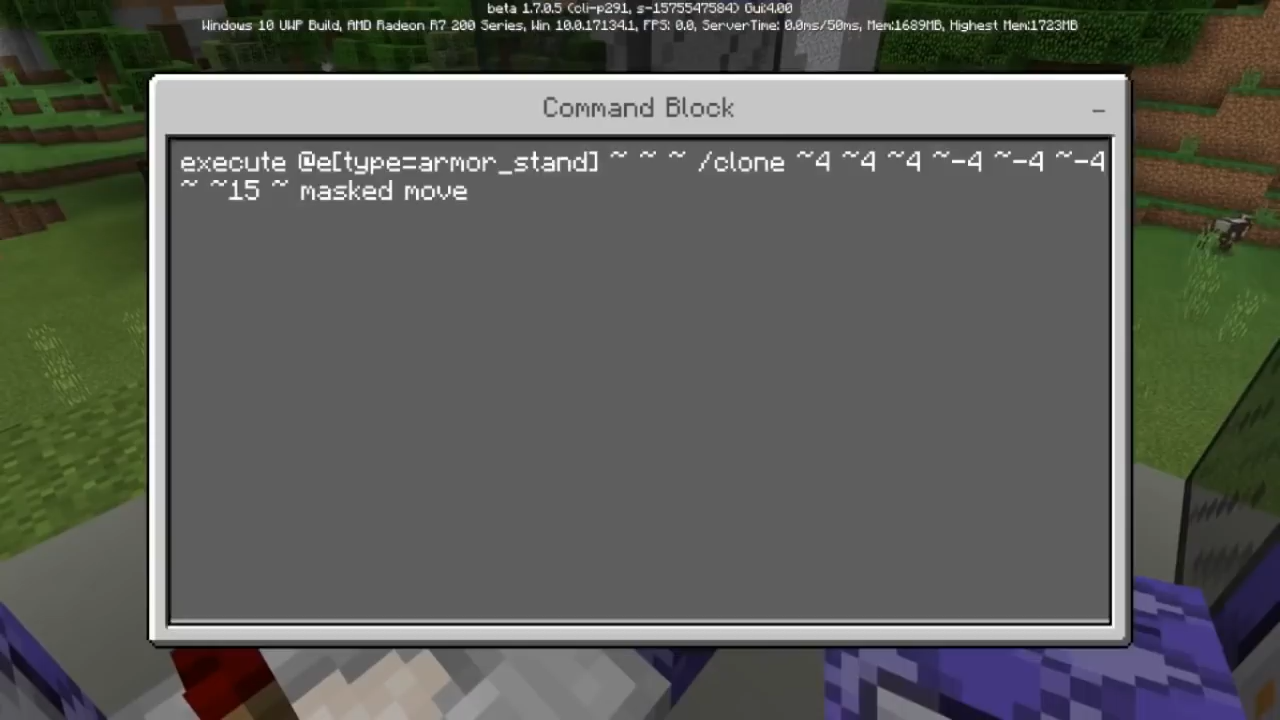 beta 1.7.0.5 (oli-p291, s-1575547584) Gui:4.00
Windows 10 UWP Build, AMD Radeon R7 200 Series, Win 10.0.17134.1, FPS: 0.0, ServerTime: 0.0ms/50ms, Mem:1689MB, Highest Mem:1723MB
Command Block
execute @e[type=armor_stand] ~ ~ ~ /clone ~4 ~4 ~4 ~-4 ~-4 ~-4
~ ~15 ~ masked move